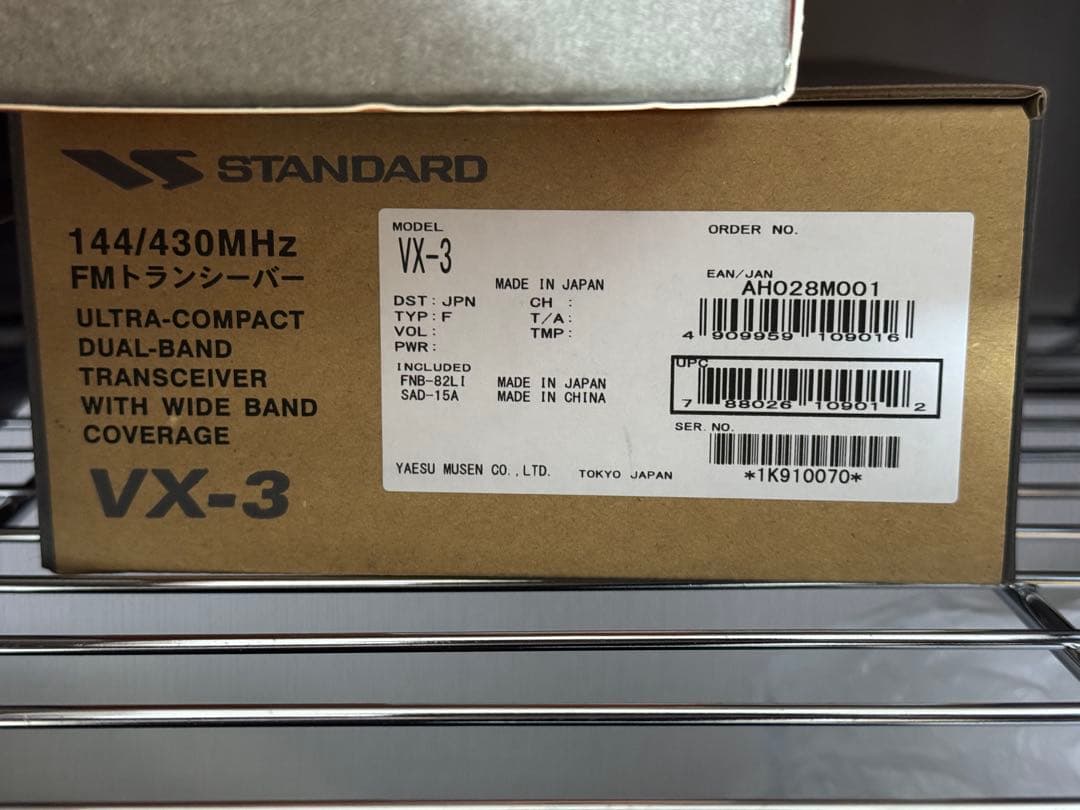 STANDARD
144/430MHz
FMトランシーバー
ULTRA-COMPACT
DUAL-BAND
TRANSCEIVER
WITH WIDE BAND
COVERAGE
VX-3
MODEL
VX-3
MADE IN JAPAN
DST : JPN CH :
TYP : F T/A :
VOL : TMP :
PWR :
INCLUDED
FNB-82LI MADE IN JAPAN
SAD-15A MADE IN CHINA
YAESU MUSEN CO.,LTD. TOKYO JAPAN
ORDER NO.
EAN/JAN
AH028M001
4 909959 109016
UPC
7 88026 10901 2
SER. NO.
*1K910070*